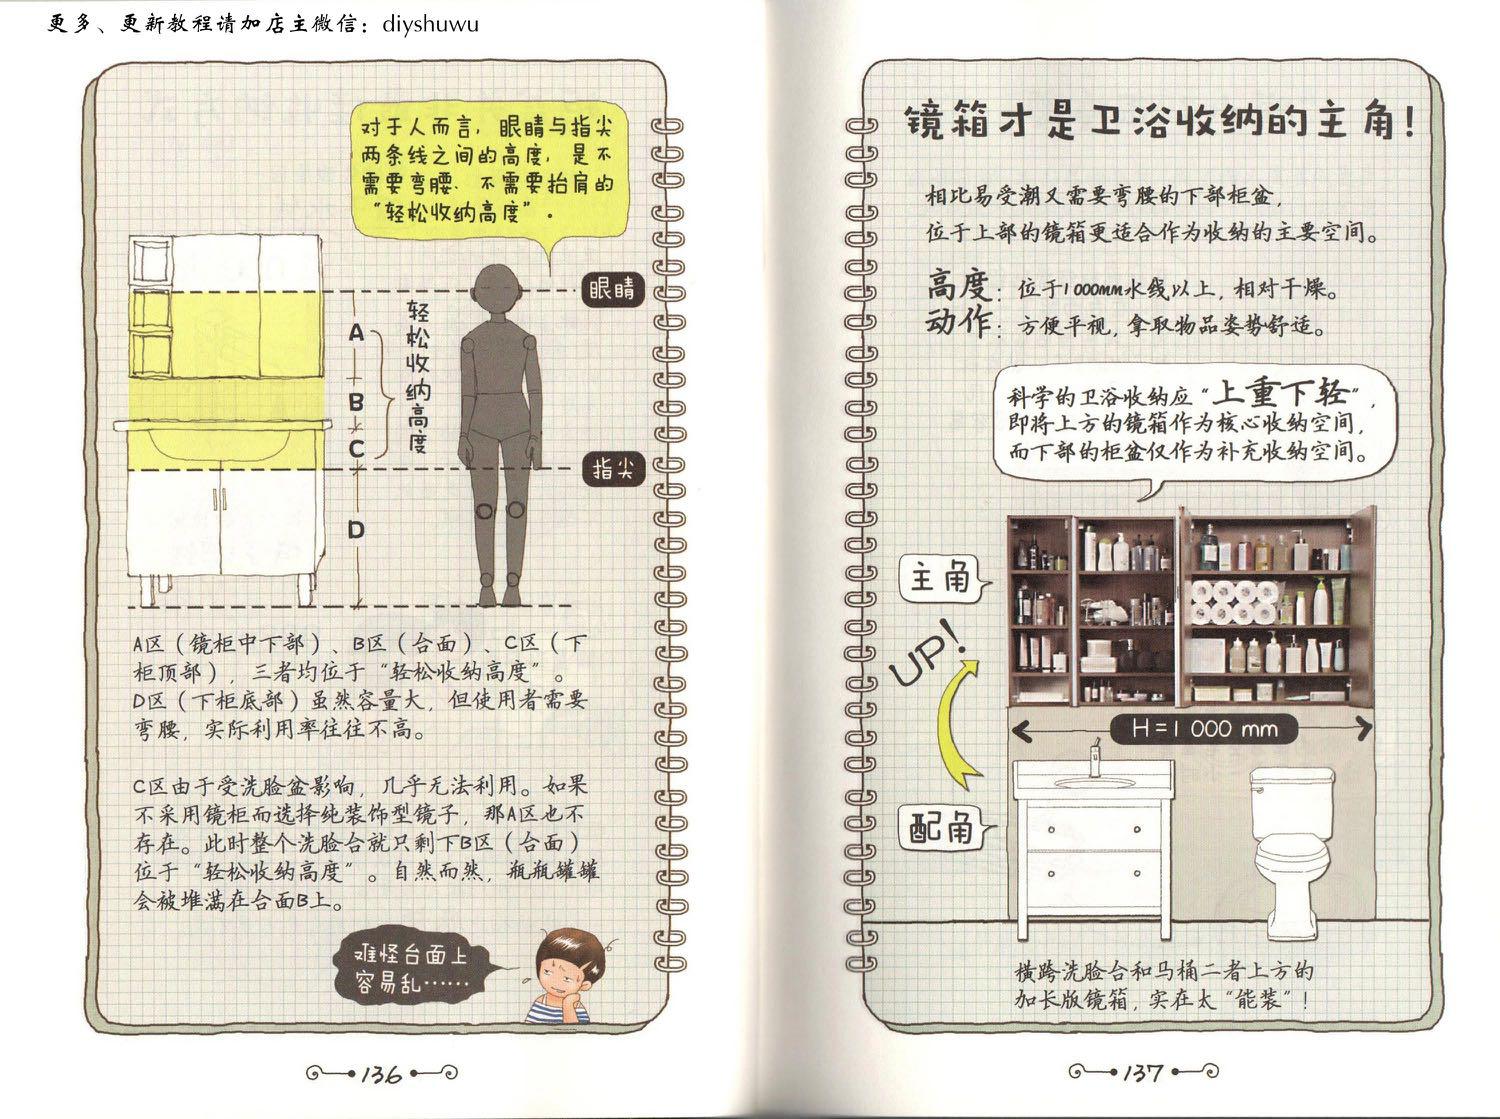 更多、更新教程请加店主微信：diyshuwu
对于人而言，眼睛与指尖
两条线之间的高度，是不
需要弯腰、不需要抬肩的
“轻松收纳高度”。
眼睛
轻松收纳高度
A
B
C
指尖
D
A区（镜柜中下部）、B区（台面）、C区（下
柜顶部），三者均位于“轻松收纳高度”。
D区（下柜底部）虽然容量大，但使用者需要
弯腰，实际利用率往往不高。
C区由于受洗脸盆影响，几乎无法利用。如果
不采用镜柜而选择纯装饰型镜子，那A区也不
存在。此时整个洗脸台就只剩下B区（台面）
位于“轻松收纳高度”。自然而然，瓶瓶罐罐
会被堆满在台面B上。
难怪台面上
容易乱……
136
镜箱才是卫浴收纳的主角！
相比易受潮又需要弯腰的下部柜盆，
位于上部的镜箱更适合作为收纳的主要空间。
高度：位于1 000mm水线以上，相对干燥。
动作：方便平视，拿取物品姿势舒适。
科学的卫浴收纳应“上重下轻”，
即将上方的镜箱作为核心收纳空间，
而下部的柜盆仅作为补充收纳空间。
主角
UP！
H=1 000 mm
配角
横跨洗脸台和马桶二者上方的
加长版镜箱，实在太“能装”！
137